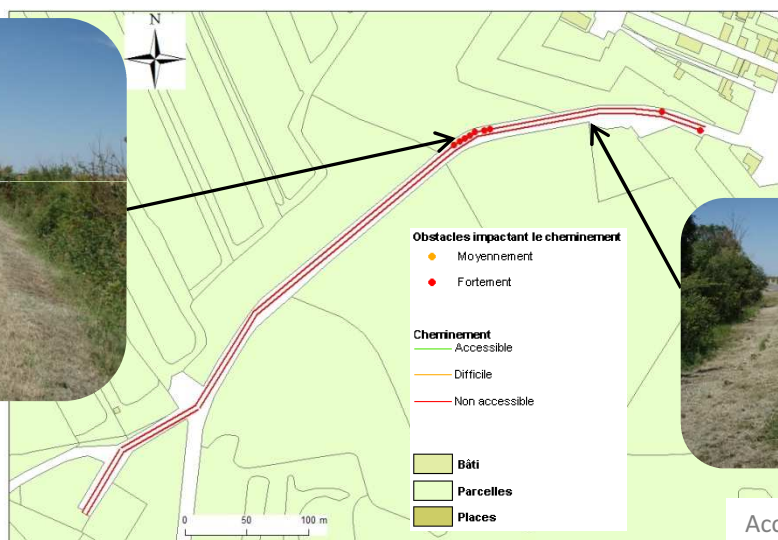 N
Obstacles impactant le cheminement
Moyennement
Fortement
Cheminement
Accessible
Difficile
Non accessible
Bâti
Parcelles
Places
0 50 100 m